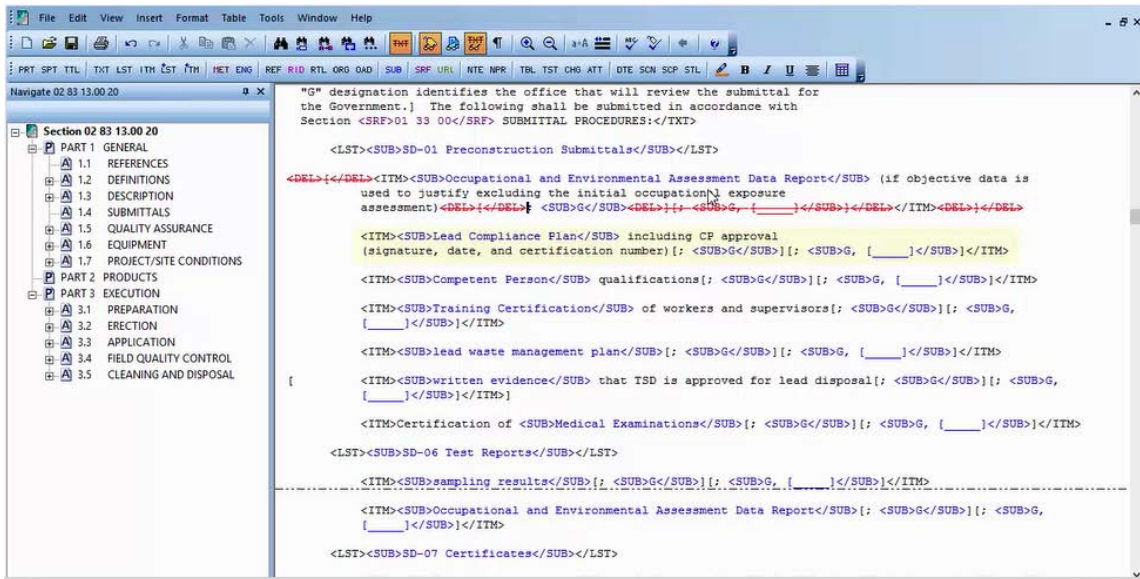 File Edit View Insert Format Table Tools Window Help
PRT SPT TTL TXT LST ITM LST ITM MET ENG REF RID RTL ORG OAD SUB SRF URL NTE NPR TBL TST CHG ATT DTE SCN SCP STL B I U
Navigate 02 83 13.00 20
Section 02 83 13.00 20
PART 1 GENERAL
1.1 REFERENCES
1.2 DEFINITIONS
1.3 DESCRIPTION
1.4 SUBMITTALS
1.5 QUALITY ASSURANCE
1.6 EQUIPMENT
1.7 PROJECT/SITE CONDITIONS
PART 2 PRODUCTS
PART 3 EXECUTION
3.1 PREPARATION
3.2 ERECTION
3.3 APPLICATION
3.4 FIELD QUALITY CONTROL
3.5 CLEANING AND DISPOSAL
"G" designation identifies the office that will review the submittal for
the Government.] The following shall be submitted in accordance with
Section <SRF>01 33 00</SRF> SUBMITTAL PROCEDURES:</TXT>
<LST><SUB>SD-01 Preconstruction Submittals</SUB></LST>
<DEL>[</DEL><ITM><SUB>Occupational and Environmental Assessment Data Report</SUB> (if objective data is
used to justify excluding the initial occupational exposure
assessment)<DEL>[</DEL>; <SUB>G</SUB><DEL>][; <SUB>G, [_____]</SUB>]</DEL></ITM><DEL>]</DEL>
<ITM><SUB>Lead Compliance Plan</SUB> including CP approval
(signature, date, and certification number)[; <SUB>G</SUB>][; <SUB>G, [_____]</SUB>]</ITM>
<ITM><SUB>Competent Person</SUB> qualifications[; <SUB>G</SUB>][; <SUB>G, [_____]</SUB>]</ITM>
<ITM><SUB>Training Certification</SUB> of workers and supervisors[; <SUB>G</SUB>][; <SUB>G,
[_____]</SUB>]</ITM>
<ITM><SUB>lead waste management plan</SUB>[; <SUB>G</SUB>][; <SUB>G, [_____]</SUB>]</ITM>
[ <ITM><SUB>written evidence</SUB> that TSD is approved for lead disposal[; <SUB>G</SUB>][; <SUB>G,
[_____]</SUB>]</ITM>]
<ITM>Certification of <SUB>Medical Examinations</SUB>[; <SUB>G</SUB>][; <SUB>G, [_____]</SUB>]</ITM>
<LST><SUB>SD-06 Test Reports</SUB></LST>
<ITM><SUB>sampling results</SUB>[; <SUB>G</SUB>][; <SUB>G, [_____]</SUB>]</ITM>
<ITM><SUB>Occupational and Environmental Assessment Data Report</SUB>[; <SUB>G</SUB>][; <SUB>G,
[_____]</SUB>]</ITM>
<LST><SUB>SD-07 Certificates</SUB></LST>